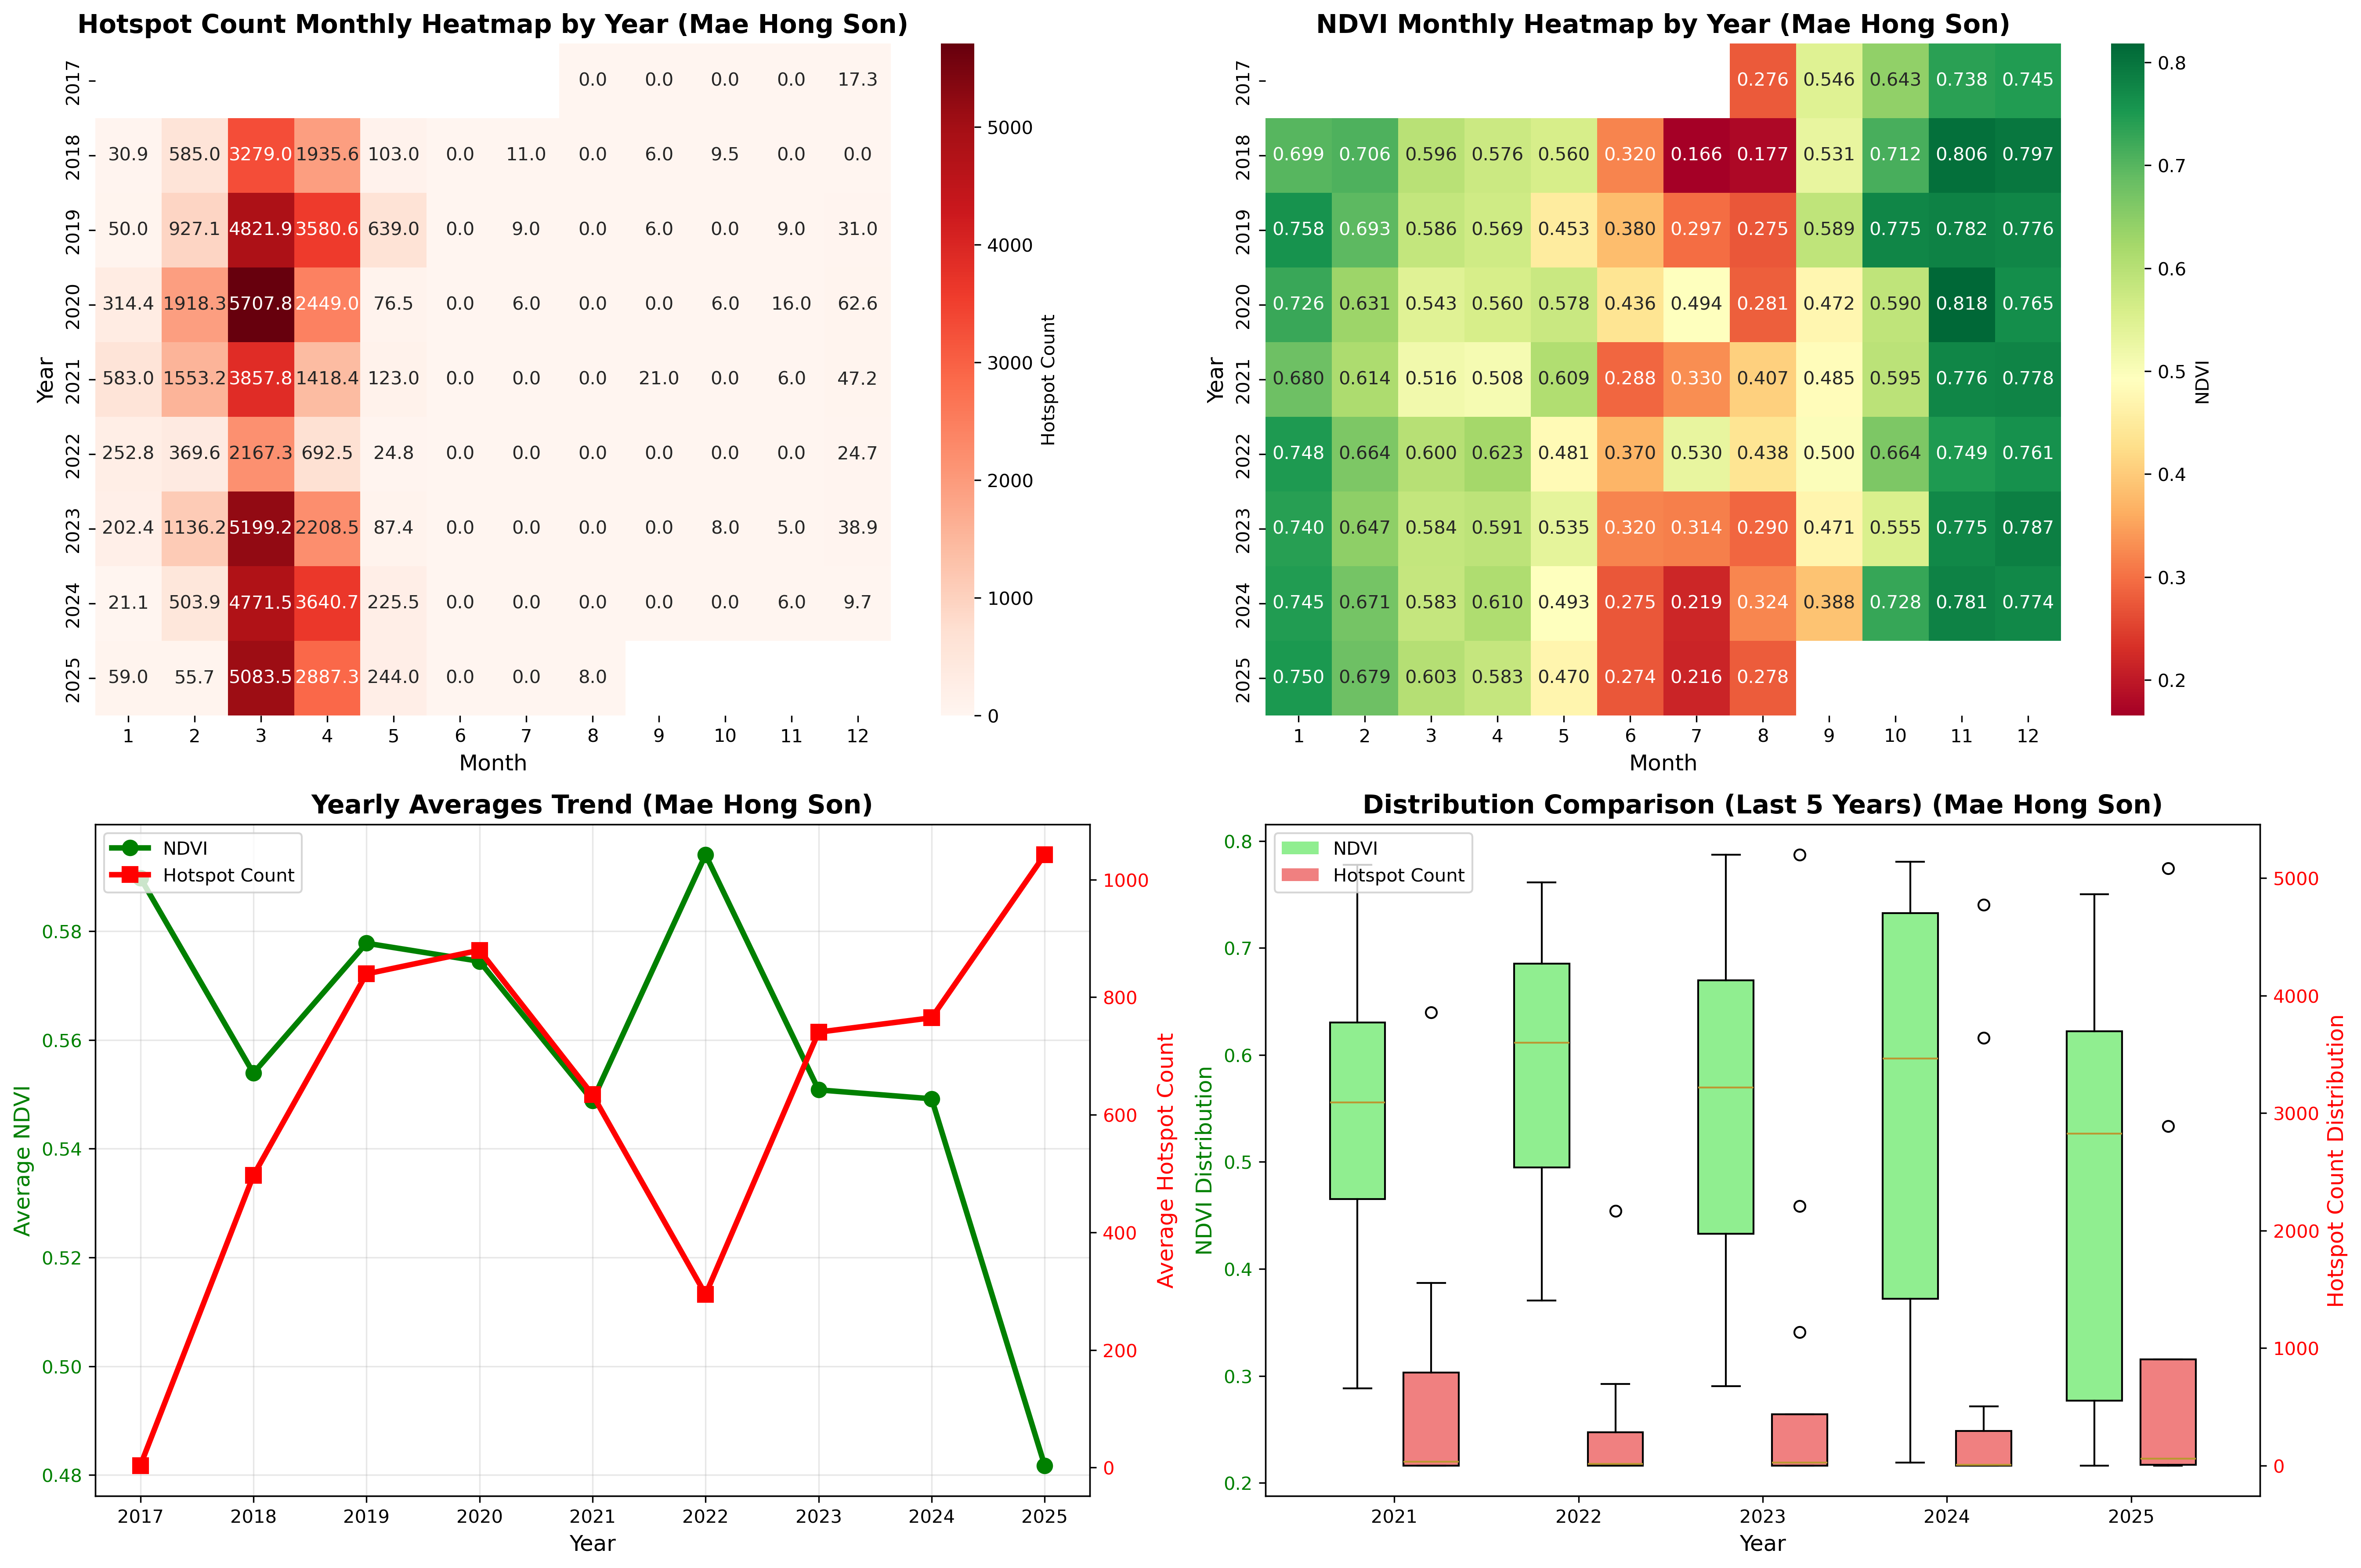 Hotspot Count Monthly Heatmap by Year (Mae Hong Son)
2017 0.0 0.0 0.0 0.0 17.3
2018 30.9 585.0 3279.0 1935.6 103.0 0.0 11.0 0.0 6.0 9.5 0.0 0.0
2019 50.0 927.1 4821.9 3580.6 639.0 0.0 9.0 0.0 6.0 0.0 9.0 31.0
2020 314.4 1918.3 5707.8 2449.0 76.5 0.0 6.0 0.0 0.0 6.0 16.0 62.6
2021 583.0 1553.2 3857.8 1418.4 123.0 0.0 0.0 0.0 21.0 0.0 6.0 47.2
2022 252.8 369.6 2167.3 692.5 24.8 0.0 0.0 0.0 0.0 0.0 0.0 24.7
2023 202.4 1136.2 5199.2 2208.5 87.4 0.0 0.0 0.0 0.0 8.0 5.0 38.9
2024 21.1 503.9 4771.5 3640.7 225.5 0.0 0.0 0.0 0.0 0.0 6.0 9.7
2025 59.0 55.7 5083.5 2887.3 244.0 0.0 0.0 8.0
1 2 3 4 5 6 7 8 9 10 11 12
Month
Year
5000
4000
3000
2000
1000
0
Hotspot Count
NDVI Monthly Heatmap by Year (Mae Hong Son)
2017 0.276 0.546 0.643 0.738 0.745
2018 0.699 0.706 0.596 0.576 0.560 0.320 0.166 0.177 0.531 0.712 0.806 0.797
2019 0.758 0.693 0.586 0.569 0.453 0.380 0.297 0.275 0.589 0.775 0.782 0.776
2020 0.726 0.631 0.543 0.560 0.578 0.436 0.494 0.281 0.472 0.590 0.818 0.765
2021 0.680 0.614 0.516 0.508 0.609 0.288 0.330 0.407 0.485 0.595 0.776 0.778
2022 0.748 0.664 0.600 0.623 0.481 0.370 0.530 0.438 0.500 0.664 0.749 0.761
2023 0.740 0.647 0.584 0.591 0.535 0.320 0.314 0.290 0.471 0.555 0.775 0.787
2024 0.745 0.671 0.583 0.610 0.493 0.275 0.219 0.324 0.388 0.728 0.781 0.774
2025 0.750 0.679 0.603 0.583 0.470 0.274 0.216 0.278
1 2 3 4 5 6 7 8 9 10 11 12
Month
Year
0.8
0.7
0.6
0.5
0.4
0.3
0.2
NDVI
Yearly Averages Trend (Mae Hong Son)
NDVI
Hotspot Count
0.58
0.56
0.54
0.52
0.50
0.48
Average NDVI
1000
800
600
400
200
0
Average Hotspot Count
2017 2018 2019 2020 2021 2022 2023 2024 2025
Year
Distribution Comparison (Last 5 Years) (Mae Hong Son)
NDVI
Hotspot Count
0.8
0.7
0.6
0.5
0.4
0.3
0.2
NDVI Distribution
5000
4000
3000
2000
1000
0
Hotspot Count Distribution
2021 2022 2023 2024 2025
Year